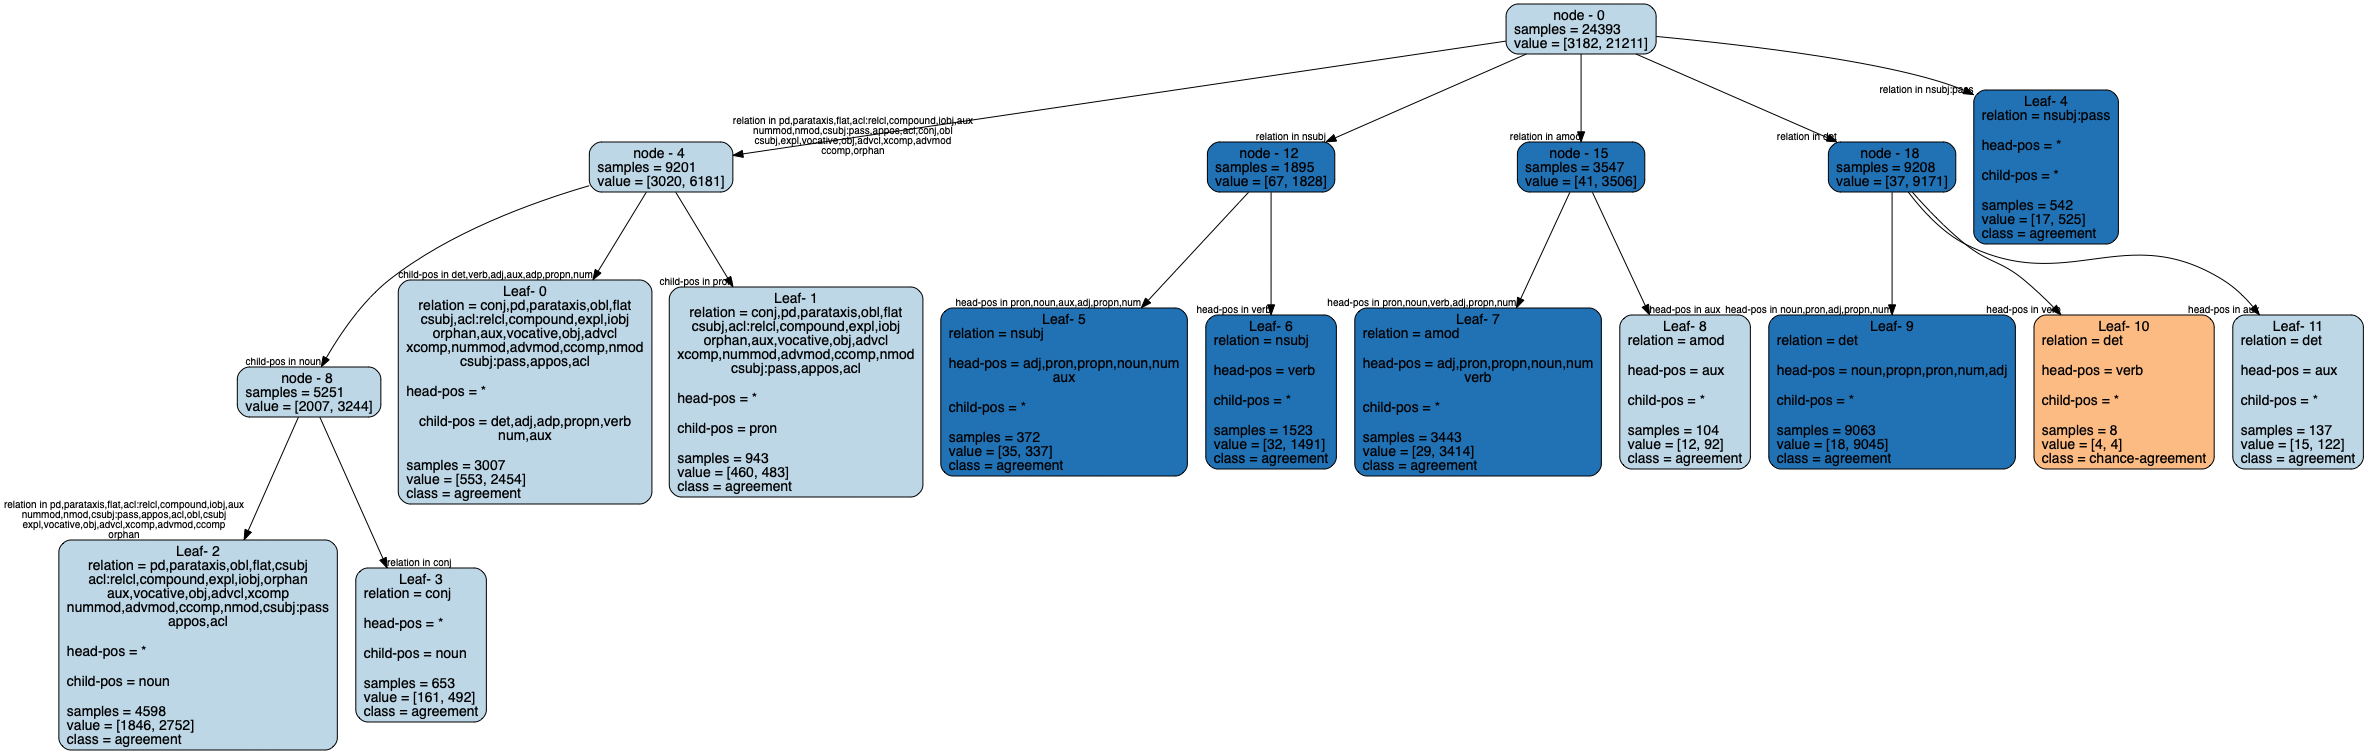 node - 0
samples = 24393
value = [3182, 21211]
relation in nsubj:pass
Leaf- 4
relation = nsubj:pass
head-pos = *
child-pos = *
samples = 542
value = [17, 525]
class = agreement
relation in pd,parataxis,flat,acl:relcl,compound,iobj,aux
nummod,nmod,csubj:pass,appos,acl,conj,obl
csubj,expl,vocative,obj,advcl,xcomp,advmod
ccomp,orphan
node - 4
samples = 9201
value = [3020, 6181]
relation in nsubj
node - 12
samples = 1895
value = [67, 1828]
relation in amod
node - 15
samples = 3547
value = [41, 3506]
relation in det
node - 18
samples = 9208
value = [37, 9171]
child-pos in noun
node - 8
samples = 5251
value = [2007, 3244]
child-pos in det,verb,adj,aux,adp,propn,num
Leaf- 0
relation = conj,pd,parataxis,obl,flat
csubj,acl:relcl,compound,expl,iobj
orphan,aux,vocative,obj,advcl
xcomp,nummod,advmod,ccomp,nmod
csubj:pass,appos,acl
head-pos = *
child-pos = det,adj,adp,propn,verb
num,aux
samples = 3007
value = [553, 2454]
class = agreement
child-pos in pron
Leaf- 1
relation = conj,pd,parataxis,obl,flat
csubj,acl:relcl,compound,expl,iobj
orphan,aux,vocative,obj,advcl
xcomp,nummod,advmod,ccomp,nmod
csubj:pass,appos,acl
head-pos = *
child-pos = pron
samples = 943
value = [460, 483]
class = agreement
head-pos in pron,noun,aux,adj,propn,num
Leaf- 5
relation = nsubj
head-pos = adj,pron,propn,noun,num
aux
child-pos = *
samples = 372
value = [35, 337]
class = agreement
head-pos in verb
Leaf- 6
relation = nsubj
head-pos = verb
child-pos = *
samples = 1523
value = [32, 1491]
class = agreement
head-pos in pron,noun,verb,adj,propn,num
Leaf- 7
relation = amod
head-pos = adj,pron,propn,noun,num
verb
child-pos = *
samples = 3443
value = [29, 3414]
class = agreement
head-pos in aux
Leaf- 8
relation = amod
head-pos = aux
child-pos = *
samples = 104
value = [12, 92]
class = agreement
head-pos in noun,pron,adj,propn,num
Leaf- 9
relation = det
head-pos = noun,propn,pron,num,adj
child-pos = *
samples = 9063
value = [18, 9045]
class = agreement
head-pos in verb
Leaf- 10
relation = det
head-pos = verb
child-pos = *
samples = 8
value = [4, 4]
class = chance-agreement
head-pos in aux
Leaf- 11
relation = det
head-pos = aux
child-pos = *
samples = 137
value = [15, 122]
class = agreement
relation in pd,parataxis,flat,acl:relcl,compound,iobj,aux
nummod,nmod,csubj:pass,appos,acl,obl,csubj
expl,vocative,obj,advcl,xcomp,advmod,ccomp
orphan
Leaf- 2
relation = pd,parataxis,obl,flat,csubj
acl:relcl,compound,expl,iobj,orphan
aux,vocative,obj,advcl,xcomp
nummod,advmod,ccomp,nmod,csubj:pass
appos,acl
head-pos = *
child-pos = noun
samples = 4598
value = [1846, 2752]
class = agreement
relation in conj
Leaf- 3
relation = conj
head-pos = *
child-pos = noun
samples = 653
value = [161, 492]
class = agreement